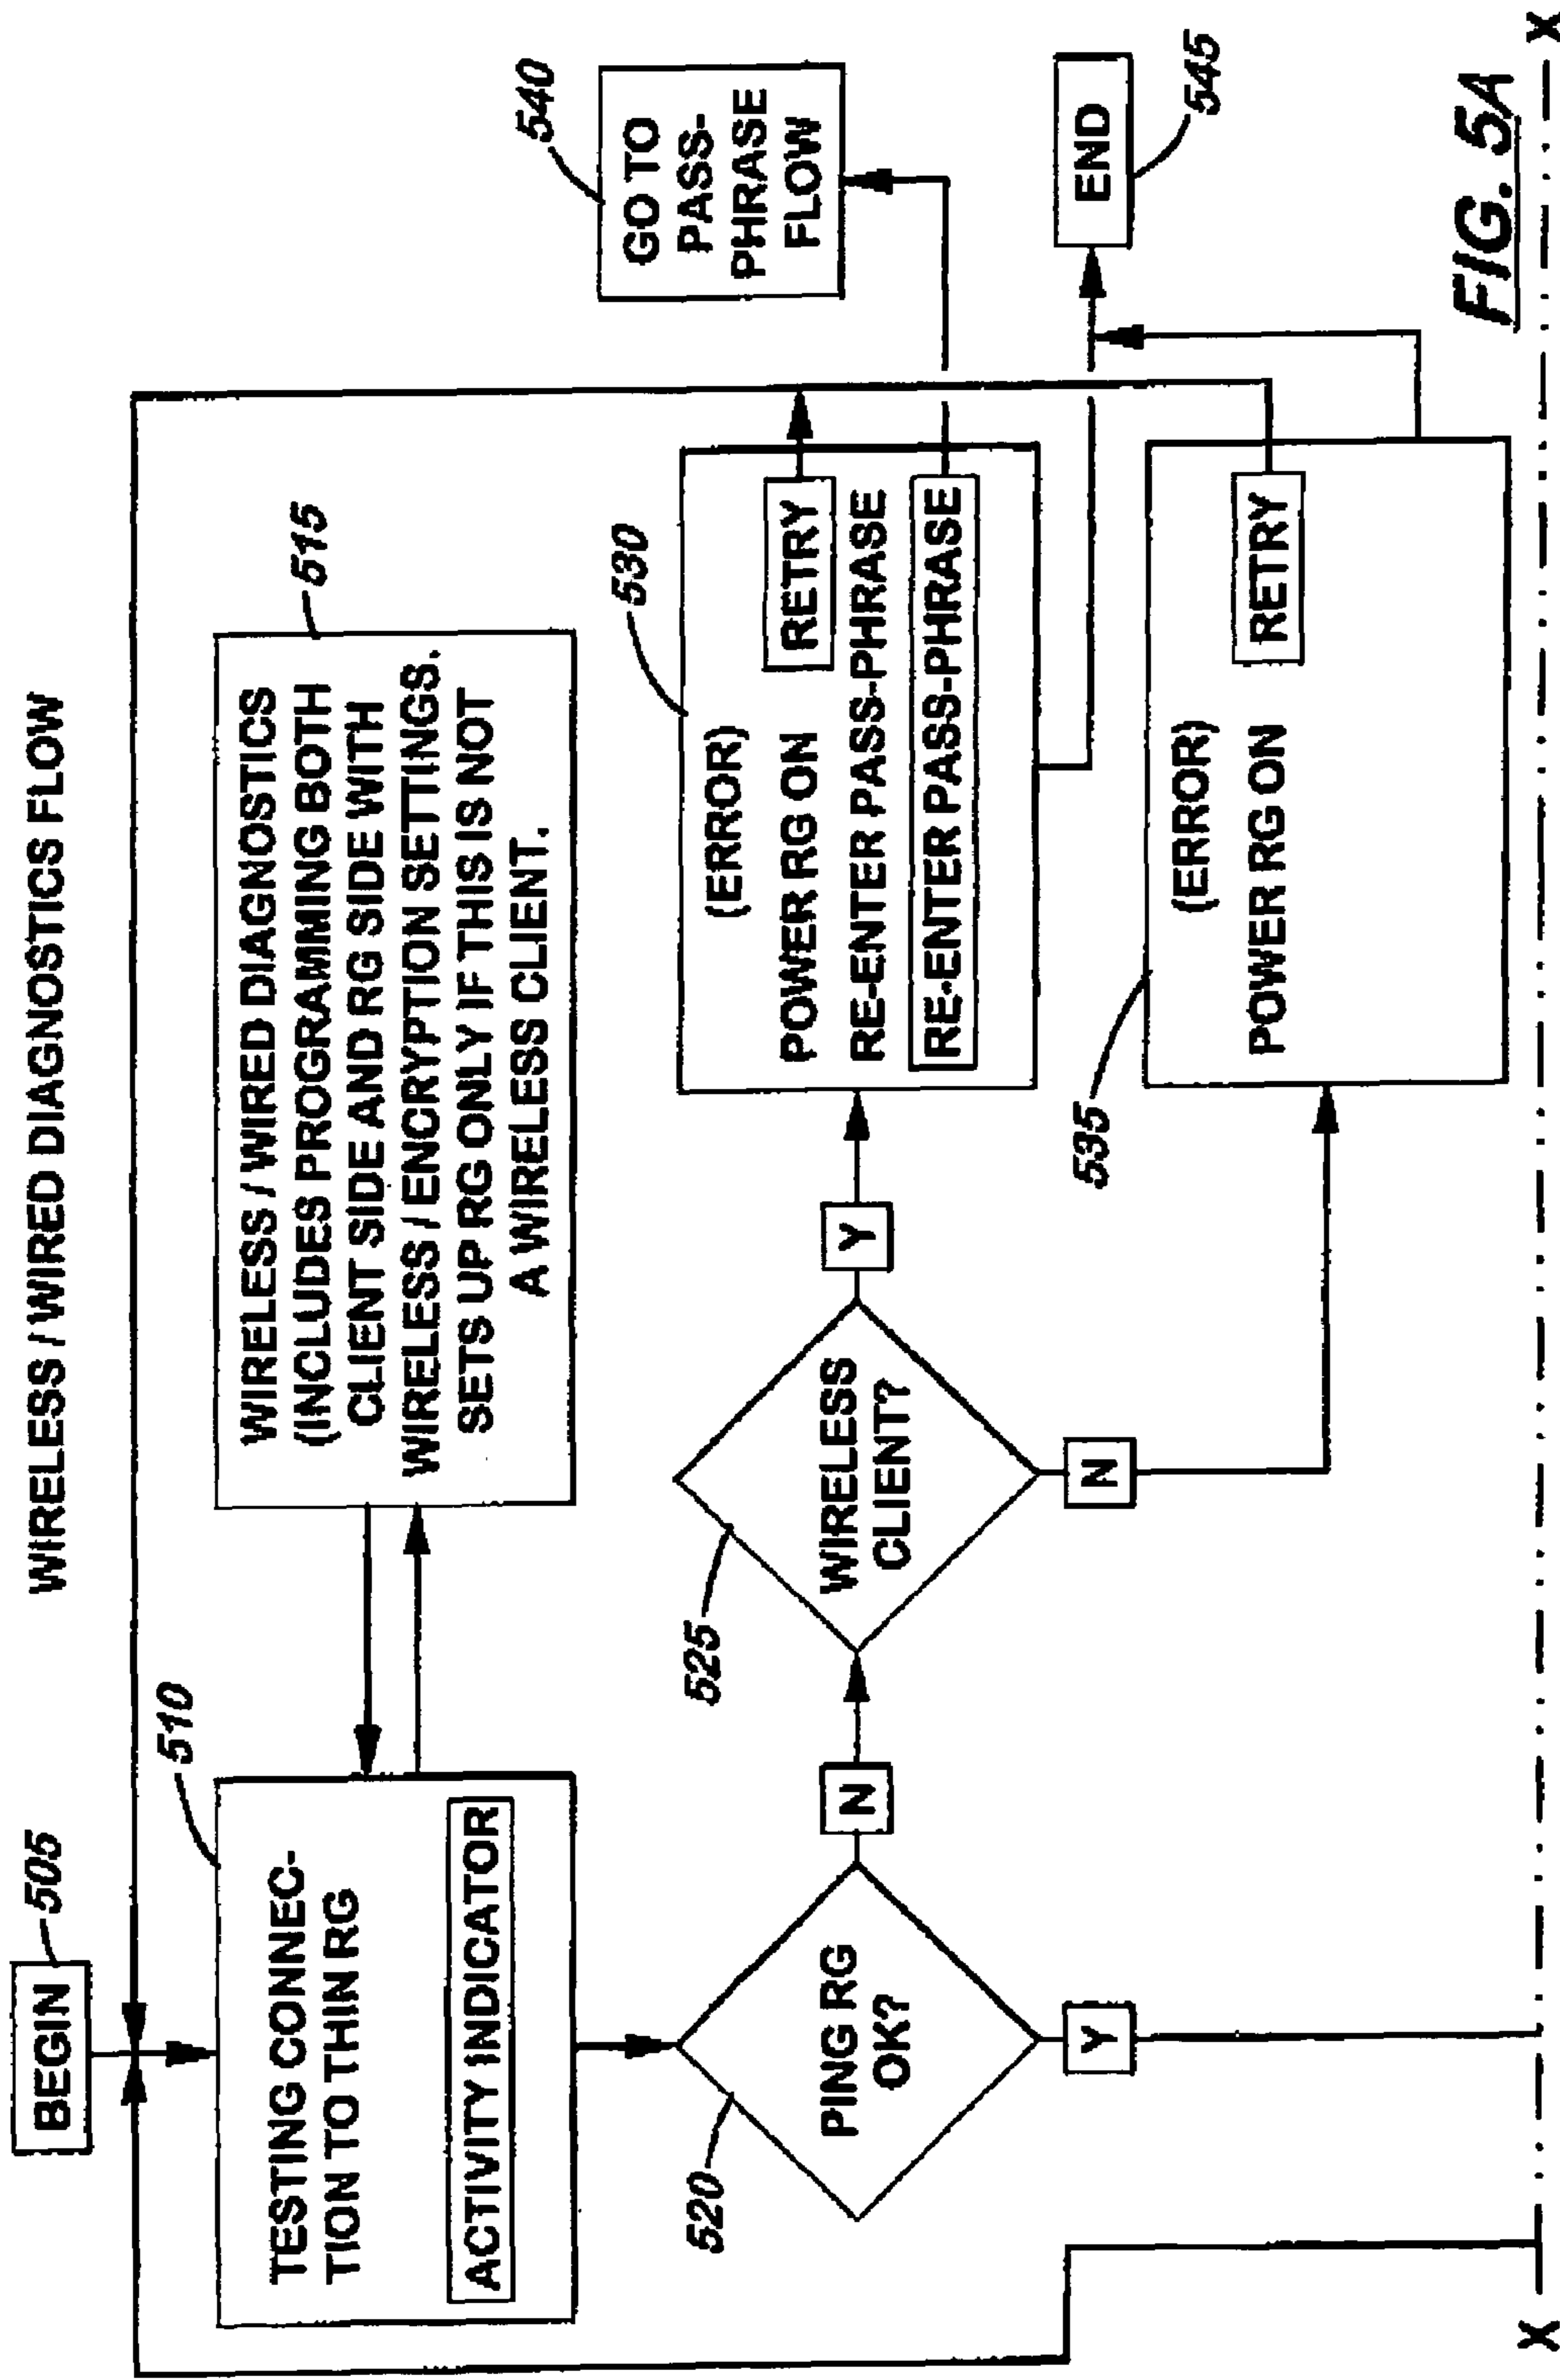 WIRELESS / WIRED DIAGNOSTICS FLOW
BEGIN
505
510
TESTING CONNEC-
TION TO THIN RG
ACTIVITY INDICATOR
515
WIRELESS / WIRED DIAGNOSTICS
(INCLUDES PROGRAMMING BOTH
CLIENT SIDE AND RG SIDE WITH
WIRELESS / ENCRYPTION SETTINGS.
SETS UP RG ONLY IF THIS IS NOT
A WIRELESS CLIENT.
520
PING RG
OK?
N
Y
525
WIRELESS
CLIENT?
Y
N
530
(ERROR)
POWER RG ON
RETRY
RE-ENTER PASS-PHRASE
RE-ENTER PASS-PHRASE
535
(ERROR)
POWER RG ON
RETRY
540
GO TO
PASS-
PHRASE
FLOW
END
545
FIG. 5A
X
X